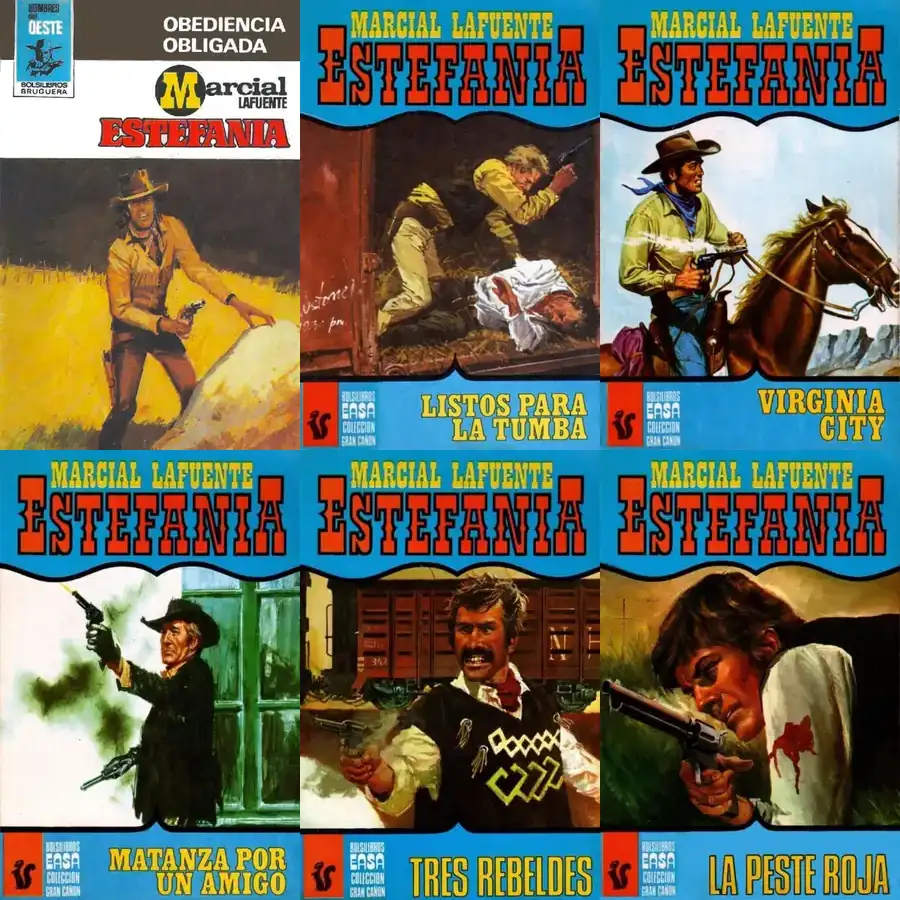 HOMBRES
del
OESTE
BOLSILIBROS
BRUGUERA
OBEDIENCIA
OBLIGADA
Marcial
LAFUENTE
ESTEFANIA
MARCIAL LAFUENTE
ESTEFANIA
BOLSILIBROS
EASA
COLECCION
GRAN CAÑON
LISTOS PARA
LA TUMBA
MARCIAL LAFUENTE
ESTEFANIA
BOLSILIBROS
EASA
COLECCION
GRAN CAÑON
VIRGINIA
CITY
MARCIAL LAFUENTE
ESTEFANIA
BOLSILIBROS
EASA
COLECCION
GRAN CAÑON
MATANZA POR
UN AMIGO
MARCIAL LAFUENTE
ESTEFANIA
BOLSILIBROS
EASA
COLECCION
GRAN CAÑON
TRES REBELDES
MARCIAL LAFUENTE
ESTEFANIA
BOLSILIBROS
EASA
COLECCION
GRAN CAÑON
LA PESTE ROJA